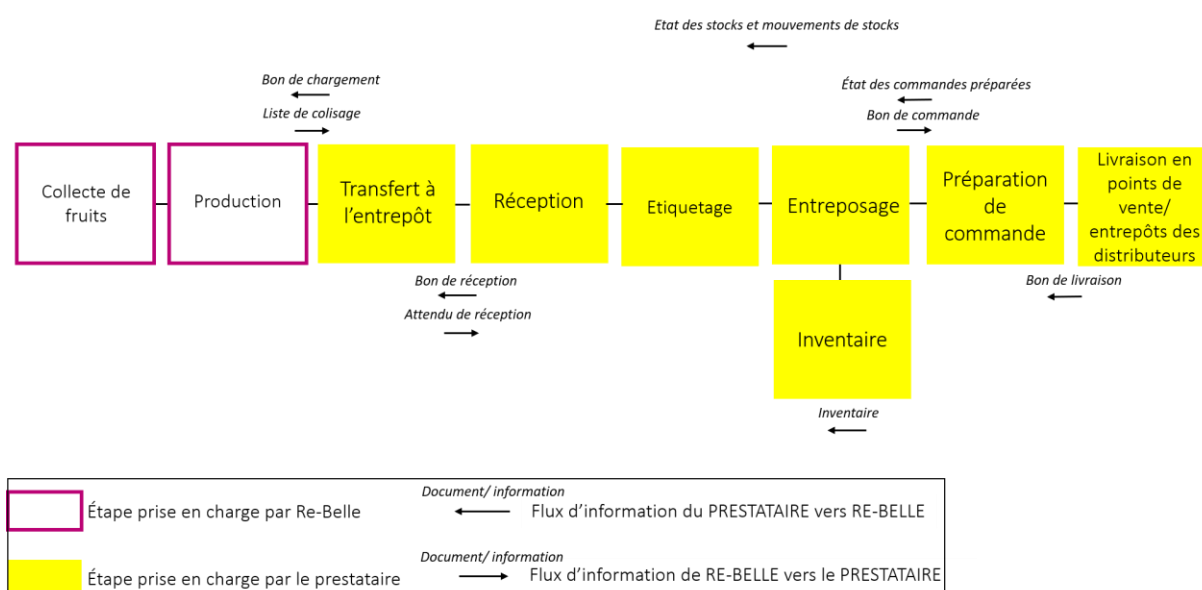 Etat des stocks et mouvements de stocks
Bon de chargement
Liste de colisage
État des commandes préparées
Bon de commande
Collecte de
fruits
Production
Transfert à
l'entrepôt
Réception
Etiquetage
Entreposage
Préparation
de
commande
Livraison en
points de
vente/
entrepôts des
distributeurs
Bon de réception
Attendu de réception
Bon de livraison
Inventaire
Inventaire
Étape prise en charge par Re-Belle
Document/ information
Flux d'information du PRESTATAIRE vers RE-BELLE
Étape prise en charge par le prestataire
Document/ information
Flux d'information de RE-BELLE vers le PRESTATAIRE